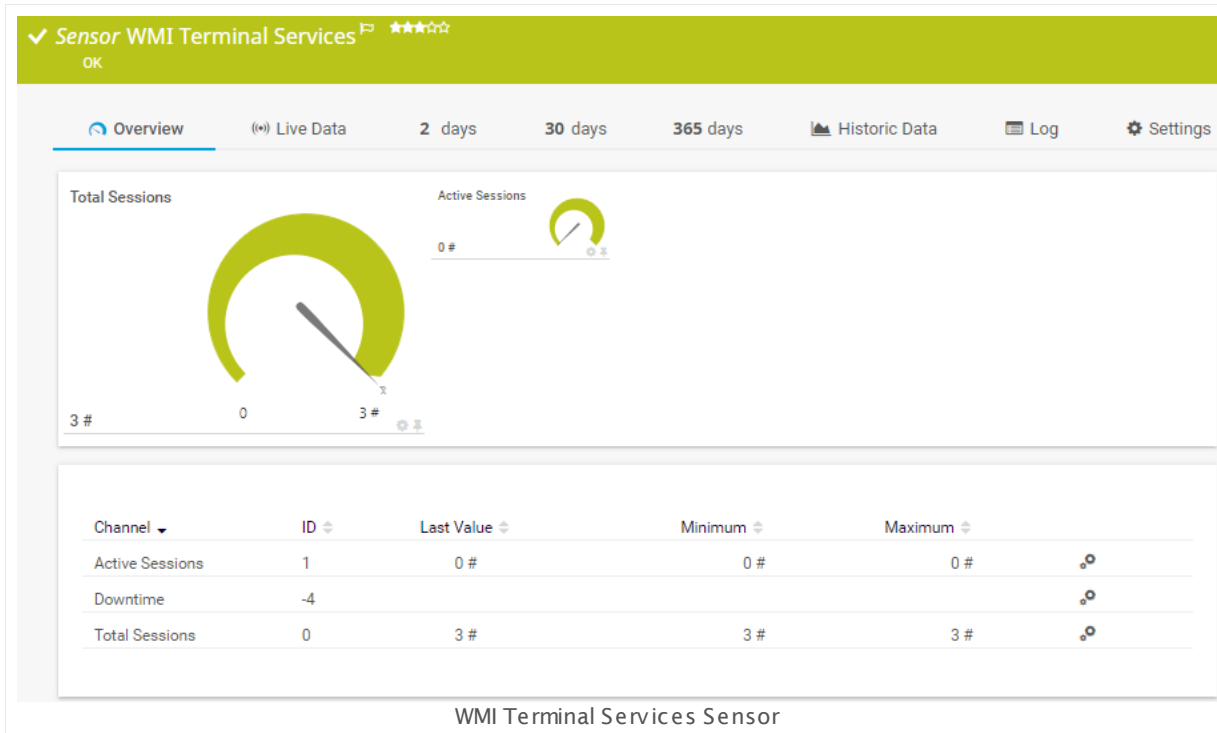 Sensor WMI Terminal Services
OK
Overview Live Data 2 days 30 days 365 days Historic Data Log Settings
Total Sessions
3 #
0 3 #
Active Sessions
0 #
Channel ID Last Value Minimum Maximum
Active Sessions 1 0 # 0 # 0 #
Downtime -4
Total Sessions 0 3 # 3 # 3 #
WMI Terminal Services Sensor